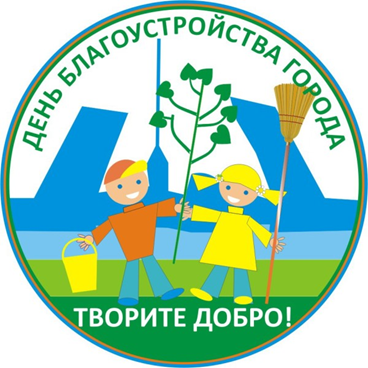 ДЕНЬ БЛАГОУСТРОЙСТВА ГОРОДА
ТВОРИТЕ ДОБРО!